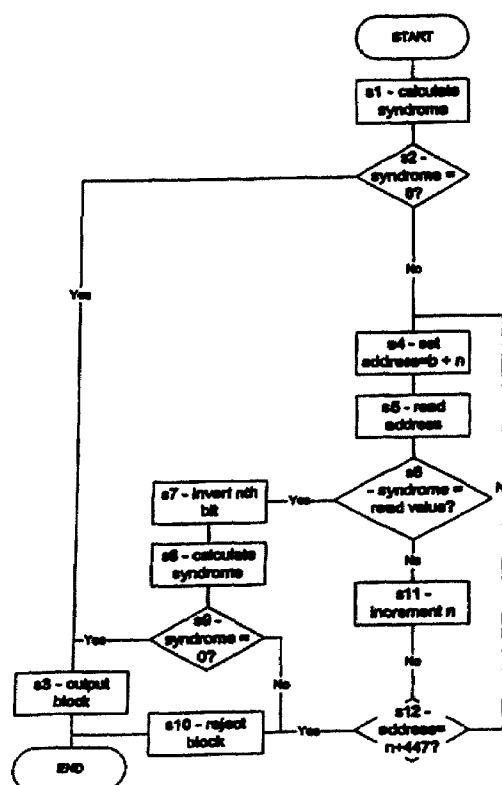 START
s1 - calculate
syndrome
s2 -
syndrome =
0?
Yes
No
s4 - set
address=b + n
s5 - read
address
s6
- syndrome =
read value?
Yes
s7 - invert nth
bit
s8 - calculate
syndrome
No
s11 -
increment n
s9 -
syndrome =
0?
Yes
No
No
s3 - output
block
s10 - reject
block
Yes
s12 -
address=
n+447?
END